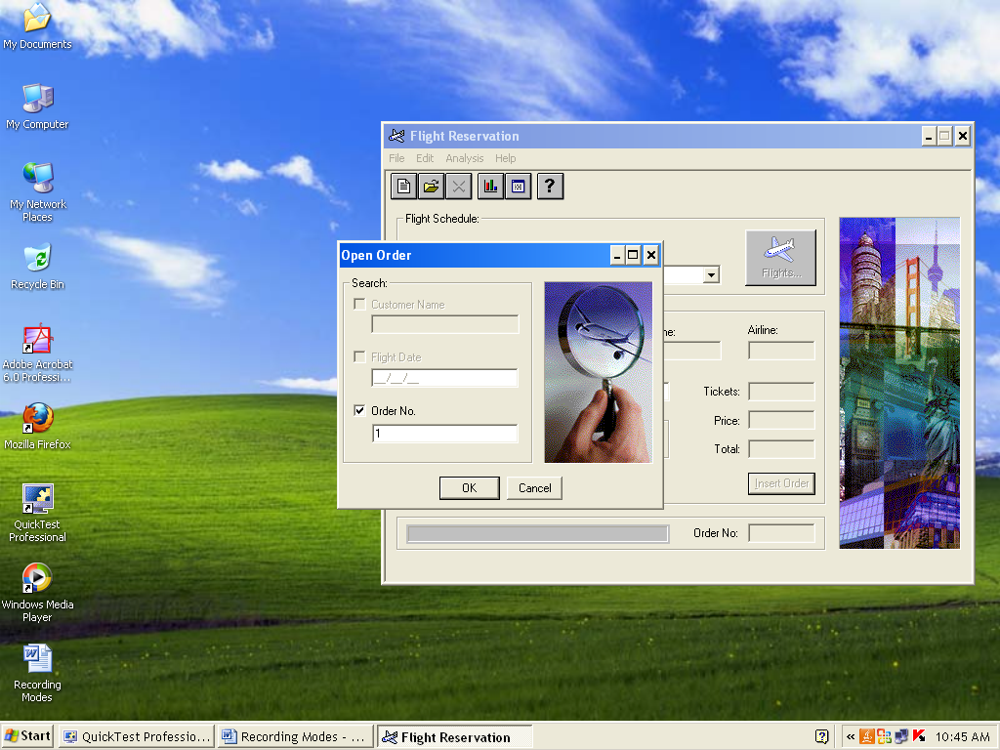 My Documents
My Computer
My Network
Places
Recycle Bin
Adobe Acrobat
6.0 Professi...
Mozilla Firefox
QuickTest
Professional
Windows Media
Player
Recording
Modes
Flight Reservation
File Edit Analysis Help
?
Flight Schedule:
Flights...
Open Order
Search:
Customer Name
Flight Date
__/__/__
Order No.
1
OK Cancel
me:
Airline:
Tickets:
Price:
Total:
Insert Order
Order No:
Start
QuickTest Professio...
Recording Modes - ...
Flight Reservation
?
«
10:45 AM